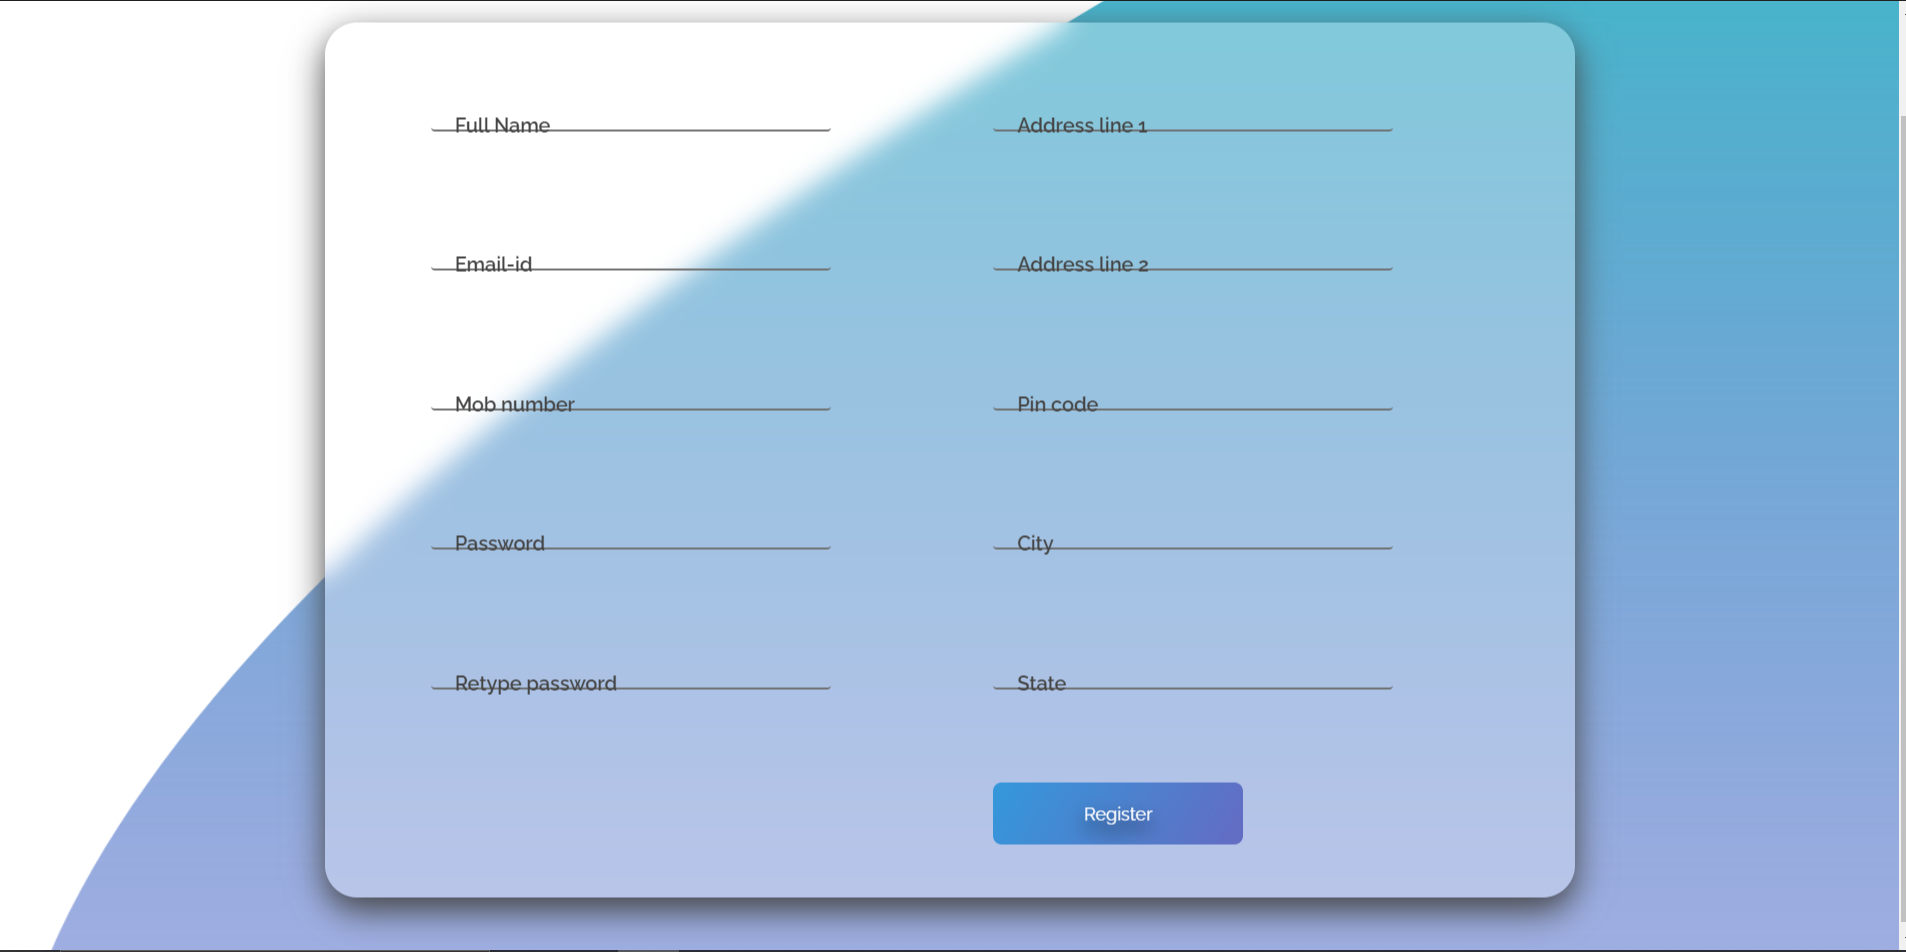 Full Name
Address line 1
Email-id
Address line 2
Mob number
Pin code
Password
City
Retype password
State
Register